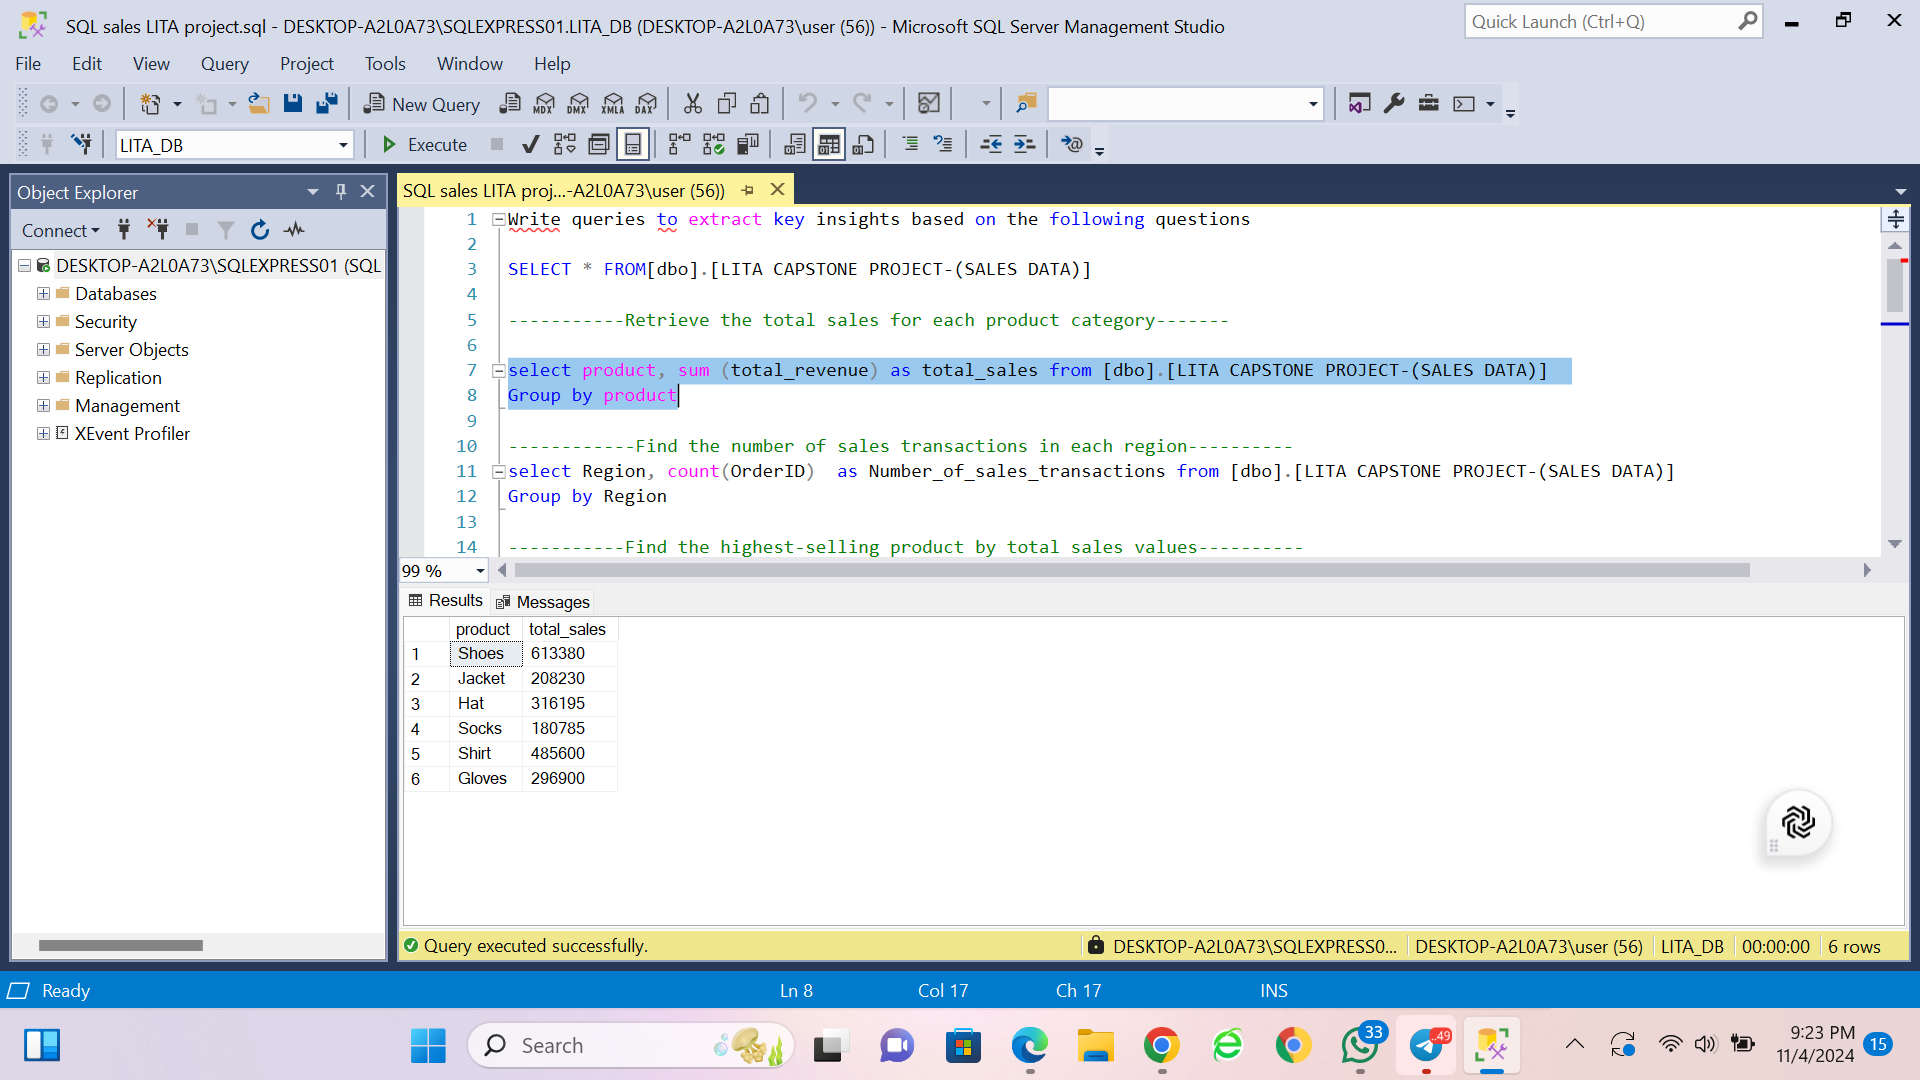 SQL sales LITA project.sql - DESKTOP-A2L0A73\SQLEXPRESS01.LITA_DB (DESKTOP-A2L0A73\user (56)) - Microsoft SQL Server Management Studio
Quick Launch (Ctrl+Q)
File Edit View Query Project Tools Window Help
New Query MDX DMX XMLA DAX
LITA_DB Execute
Object Explorer
Connect
DESKTOP-A2L0A73\SQLEXPRESS01 (SQL
Databases
Security
Server Objects
Replication
Management
XEvent Profiler
SQL sales LITA proj...-A2L0A73\user (56))
1 Write queries to extract key insights based on the following questions
2
3 SELECT * FROM[dbo].[LITA CAPSTONE PROJECT-(SALES DATA)]
4
5 -----------Retrieve the total sales for each product category-------
6
7 select product, sum (total_revenue) as total_sales from [dbo].[LITA CAPSTONE PROJECT-(SALES DATA)]
8 Group by product
9
10 ------------Find the number of sales transactions in each region----------
11 select Region, count(OrderID)  as Number_of_sales_transactions from [dbo].[LITA CAPSTONE PROJECT-(SALES DATA)]
12 Group by Region
13
14 -----------Find the highest-selling product by total sales values----------
99 %
Results Messages
product total_sales
1 Shoes 613380
2 Jacket 208230
3 Hat 316195
4 Socks 180785
5 Shirt 485600
6 Gloves 296900
Query executed successfully. DESKTOP-A2L0A73\SQLEXPRESS0... DESKTOP-A2L0A73\user (56) LITA_DB 00:00:00 6 rows
Ready Ln 8 Col 17 Ch 17 INS
Search 33 ..49 9:23 PM 15
11/4/2024